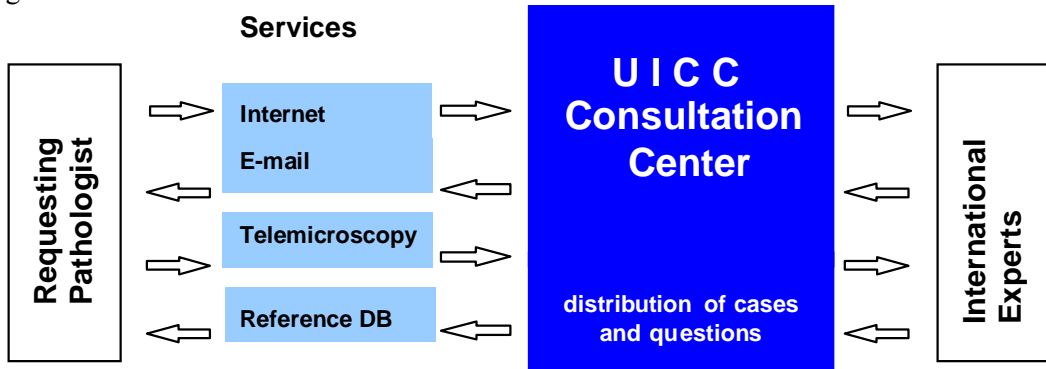 Services
Requesting
Pathologist
Internet
E-mail
Telemicroscopy
Reference DB
U I C C
Consultation
Center
distribution of cases
and questions
International
Experts